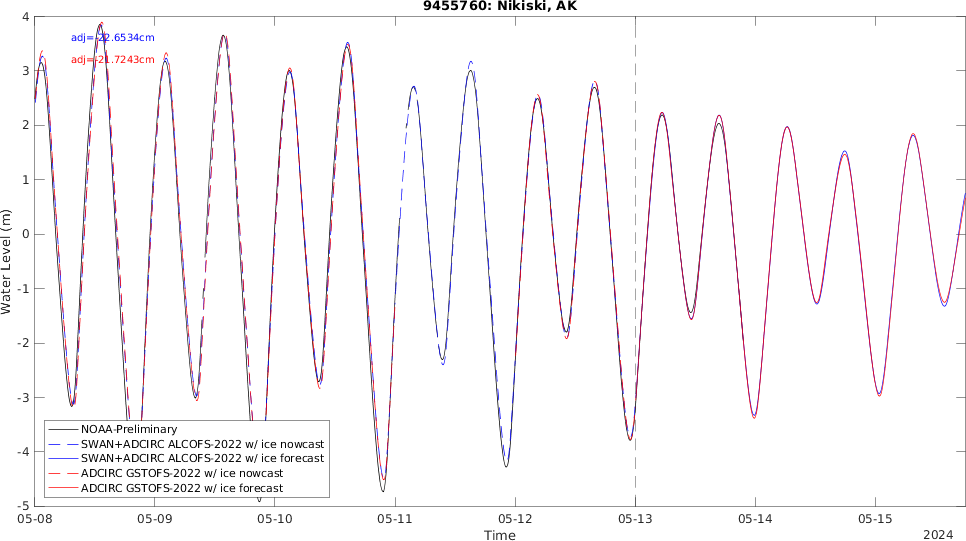 9455760: Nikiski, AK
adj=-22.6534cm
adj=-21.7243cm
4
3
2
1
0
-1
-2
-3
-4
-5
Water Level (m)
NOAA-Preliminary
SWAN+ADCIRC ALCOFS-2022 w/ ice nowcast
SWAN+ADCIRC ALCOFS-2022 w/ ice forecast
ADCIRC GSTOFS-2022 w/ ice nowcast
ADCIRC GSTOFS-2022 w/ ice forecast
05-08 05-09 05-10 05-11 05-12 05-13 05-14 05-15
Time
2024